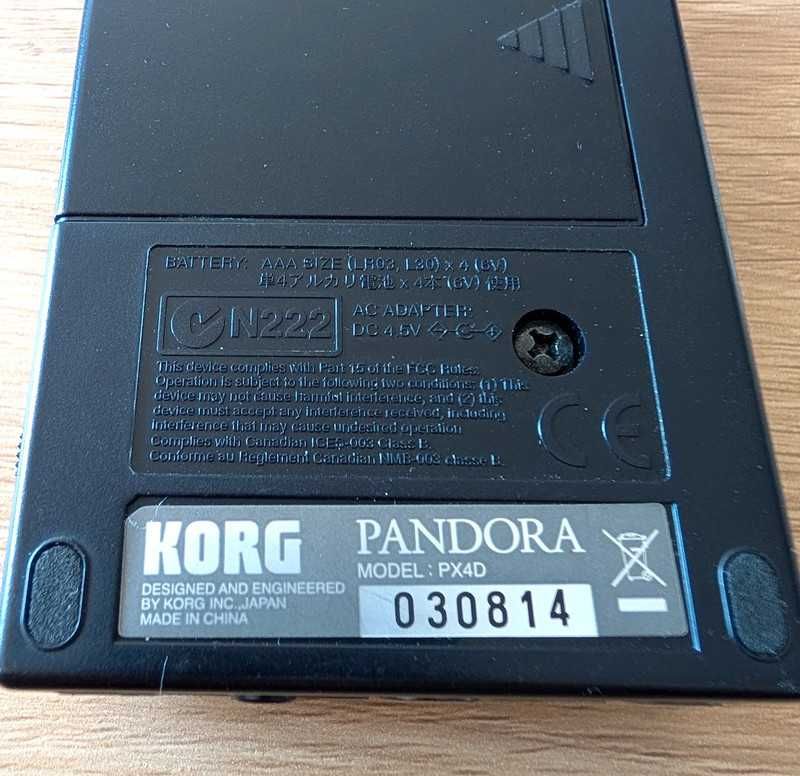 BATTERY: AAA SIZE (LR03, L30) x 4 (6V)
単4アルカリ電池 x 4本 (6V) 使用
N222
AC ADAPTER:
DC 4.5V
This device complies with Part 15 of the FCC Rules.
Operation is subject to the following two conditions: (1) This
device may not cause harmful interference, and (2) this
device must accept any interference received, including
interference that may cause undesired operation.
Complies with Canadian ICES-003 Class B.
Conforme au Reglement Canadian NMB-003 classe B.
CE
KORG
DESIGNED AND ENGINEERED
BY KORG INC.,JAPAN
MADE IN CHINA
PANDORA
MODEL : PX4D
030814